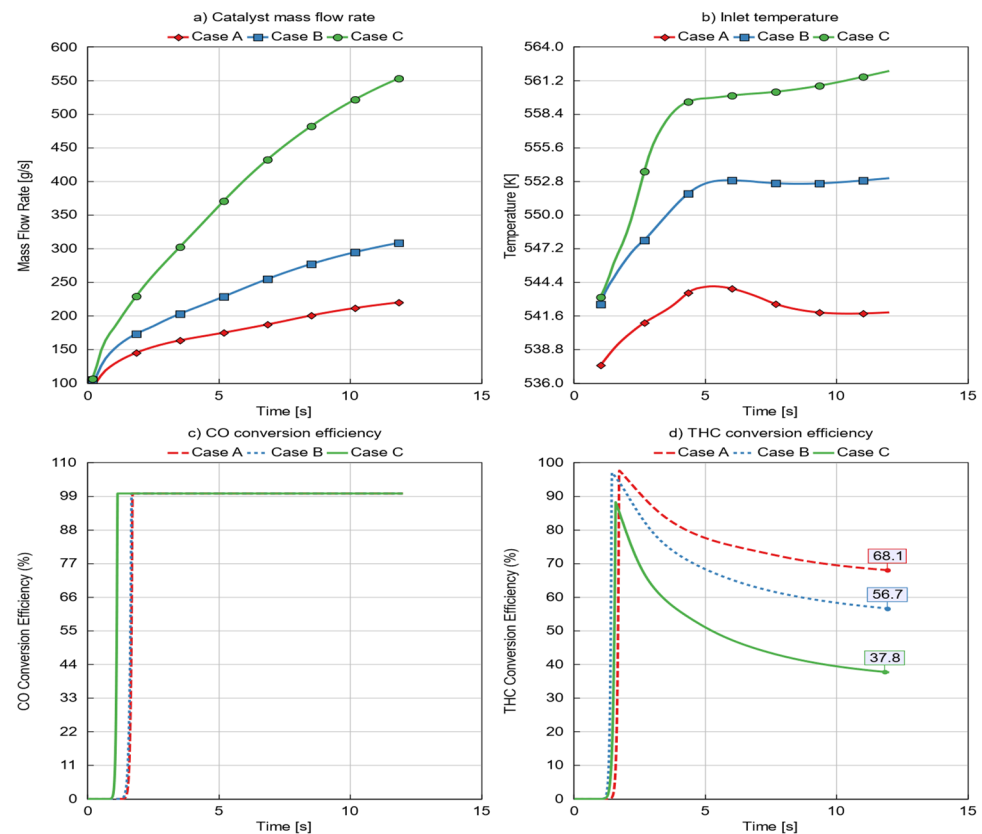 a) Catalyst mass flow rate
Case A Case B Case C
600
550
500
450
400
350
300
250
200
150
100
Mass Flow Rate [g/s]
0 5 10 15
Time [s]
b) Inlet temperature
Case A Case B Case C
564.0
561.2
558.4
555.6
552.8
550.0
547.2
544.4
541.6
538.8
536.0
Temperature [K]
0 5 10 15
Time [s]
c) CO conversion efficiency
Case A Case B Case C
110
99
88
77
66
55
44
33
22
11
0
CO Conversion Efficiency (%)
0 5 10 15
Time [s]
d) THC conversion efficiency
Case A Case B Case C
100
90
80
70
60
50
40
30
20
10
0
THC Conversion Efficiency (%)
68.1
56.7
37.8
0 5 10 15
Time [s]